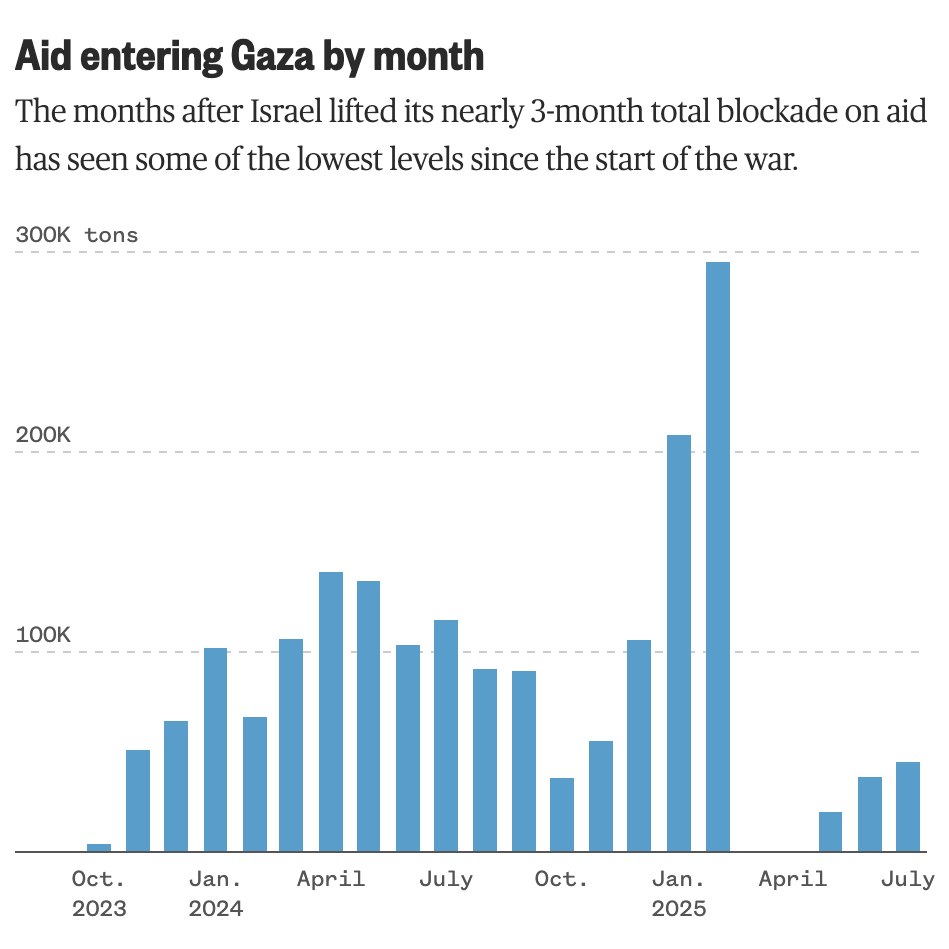 Aid entering Gaza by month
The months after Israel lifted its nearly 3-month total blockade on aid
has seen some of the lowest levels since the start of the war.
300K tons
200K
100K
Oct. Jan. April July Oct. Jan. April July
2023 2024 2025